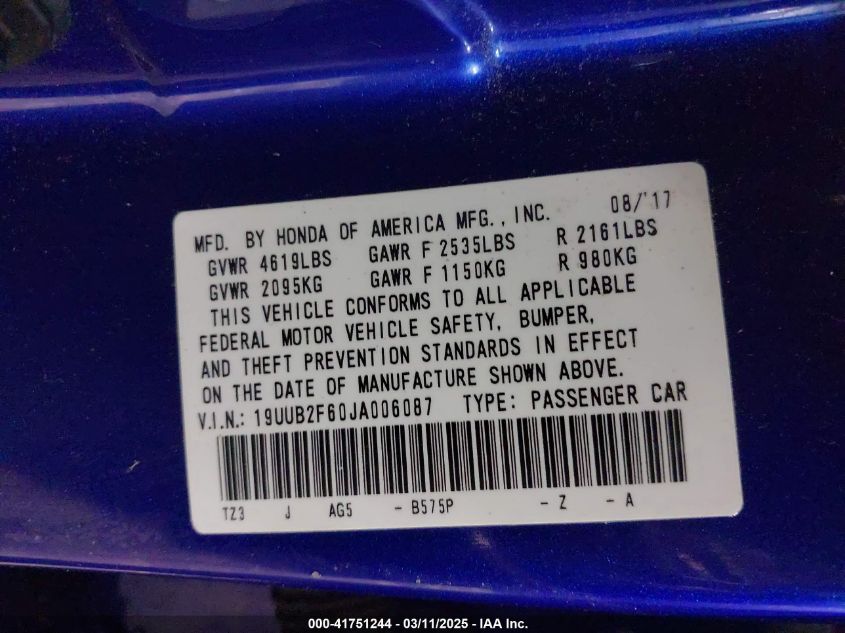 MFD. BY HONDA OF AMERICA MFG., INC. 08/'17
GVWR 4619LBS GAWR F 2535LBS R 2161LBS
GVWR 2095KG GAWR F 1150KG R 980KG
THIS VEHICLE CONFORMS TO ALL APPLICABLE
FEDERAL MOTOR VEHICLE SAFETY, BUMPER,
AND THEFT PREVENTION STANDARDS IN EFFECT
ON THE DATE OF MANUFACTURE SHOWN ABOVE.
V.I.N.: 19UUB2F60JA006087 TYPE: PASSENGER CAR
TZ3 J AG5 - B575P - Z - A
000-41751244 - 03/11/2025 - IAA Inc.